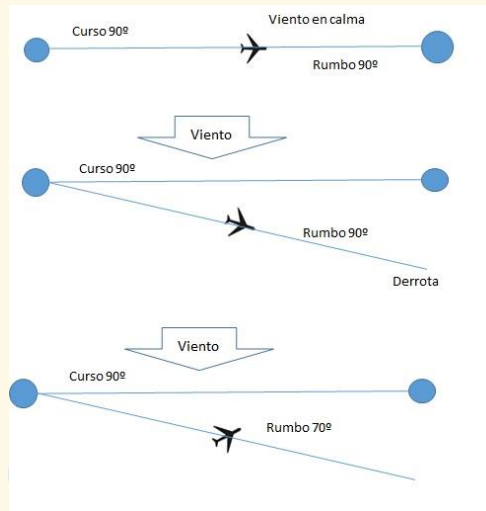 Viento en calma
Curso 90º
Rumbo 90º
Viento
Curso 90º
Rumbo 90º
Derrota
Viento
Curso 90º
Rumbo 70º